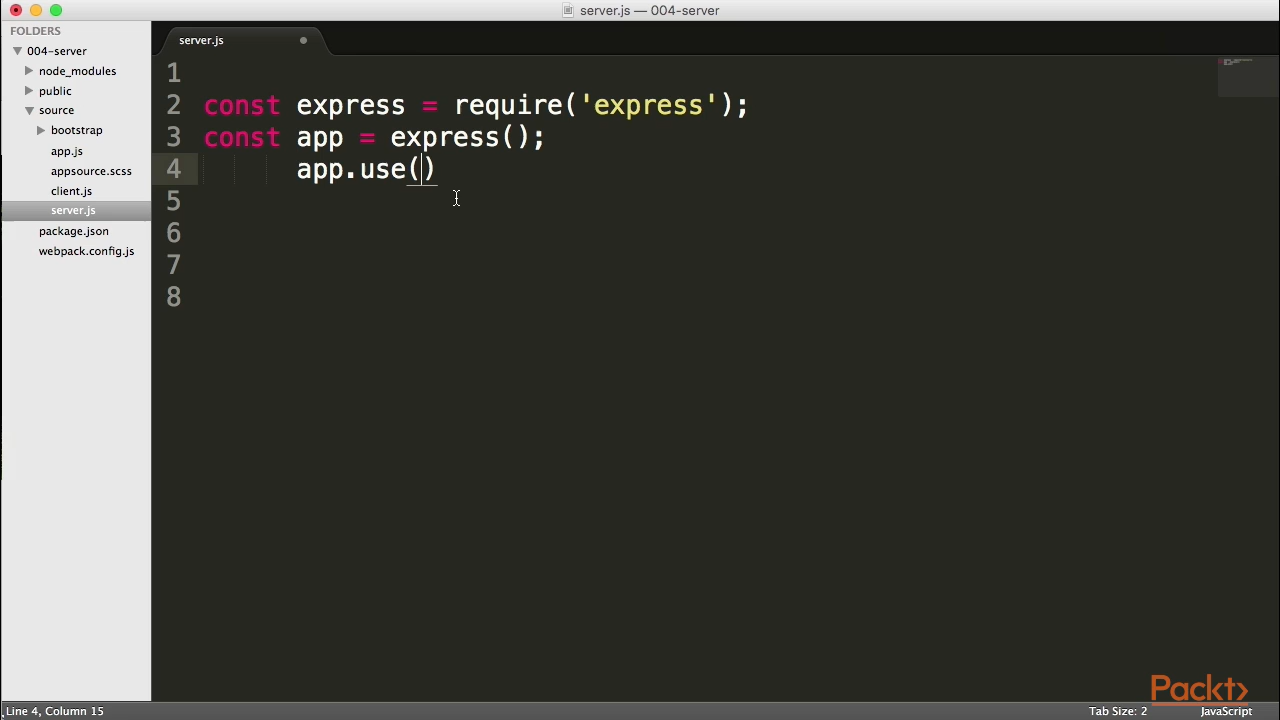 server.js — 004-server
FOLDERS
004-server
node_modules
public
source
bootstrap
app.js
appsource.scss
client.js
server.js
package.json
webpack.config.js
server.js
1
2 const express = require('express');
3 const app = express();
4 app.use()
5
6
7
8
Packt>
Line 4, Column 15
Tab Size: 2
JavaScript